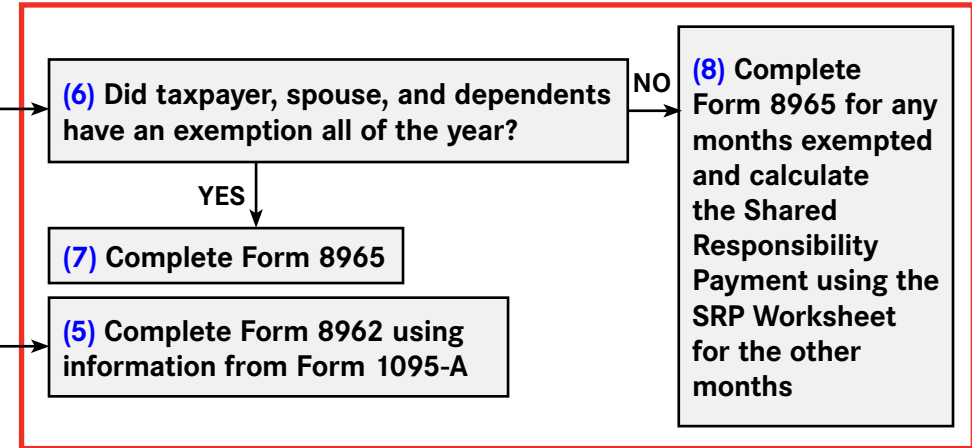 (6) Did taxpayer, spouse, and dependents
have an exemption all of the year?
NO
YES
(7) Complete Form 8965
(5) Complete Form 8962 using
information from Form 1095-A
(8) Complete
Form 8965 for any
months exempted
and calculate
the Shared
Responsibility
Payment using the
SRP Worksheet
for the other
months